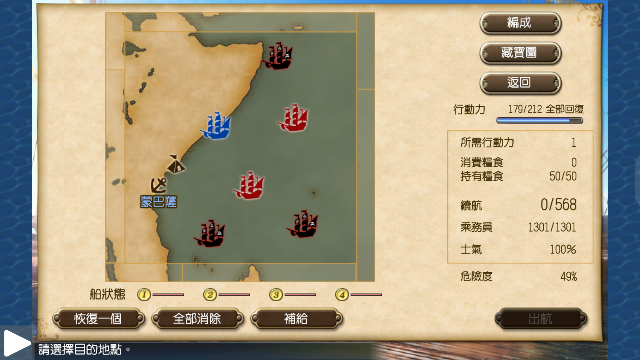 編成
藏寶圖
返回
行動力 179/212 全部回復
所需行動力 1
消費糧食 0
持有糧食 50/50
續航 0/568
乘務員 1301/1301
士氣 100%
危險度 49%
蒙巴薩
船狀態 1 2 3 4
恢復一個 全部消除 補給 出航
請選擇目的地點。